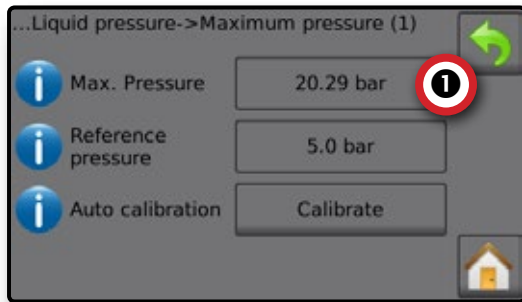 ...Liquid pressure->Maximum pressure (1)
Max. Pressure 20.29 bar 1
Reference
pressure 5.0 bar
Auto calibration Calibrate